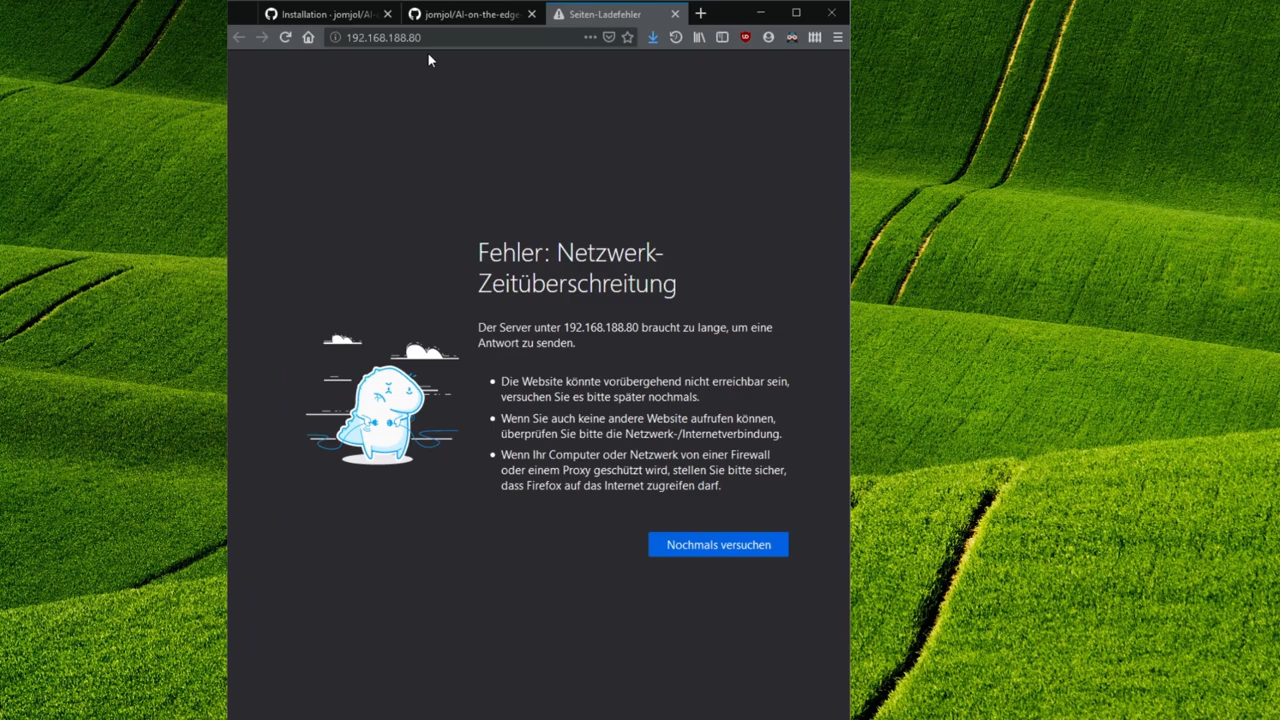 Installation · jomjol/AI-
jomjol/AI-on-the-edge-
Seiten-Ladefehler
192.168.188.80
Fehler: Netzwerk-
Zeitüberschreitung
Der Server unter 192.168.188.80 braucht zu lange, um eine
Antwort zu senden.
Die Website könnte vorübergehend nicht erreichbar sein,
versuchen Sie es bitte später nochmals.
Wenn Sie auch keine andere Website aufrufen können,
überprüfen Sie bitte die Netzwerk-/Internetverbindung.
Wenn Ihr Computer oder Netzwerk von einer Firewall
oder einem Proxy geschützt wird, stellen Sie bitte sicher,
dass Firefox auf das Internet zugreifen darf.
Nochmals versuchen